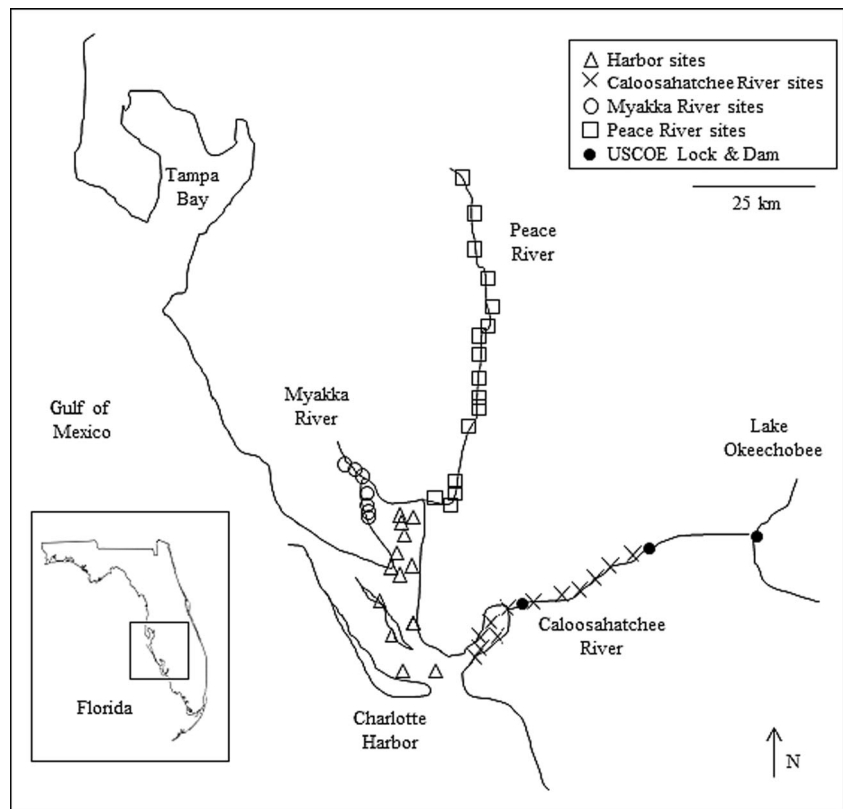 Harbor sites
Caloosahatchee River sites
Myakka River sites
Peace River sites
USCOE Lock & Dam
25 km
Tampa
Bay
Peace
River
Myakka
River
Gulf of
Mexico
Lake
Okeechobee
Caloosahatchee
River
Florida
Charlotte
Harbor
N